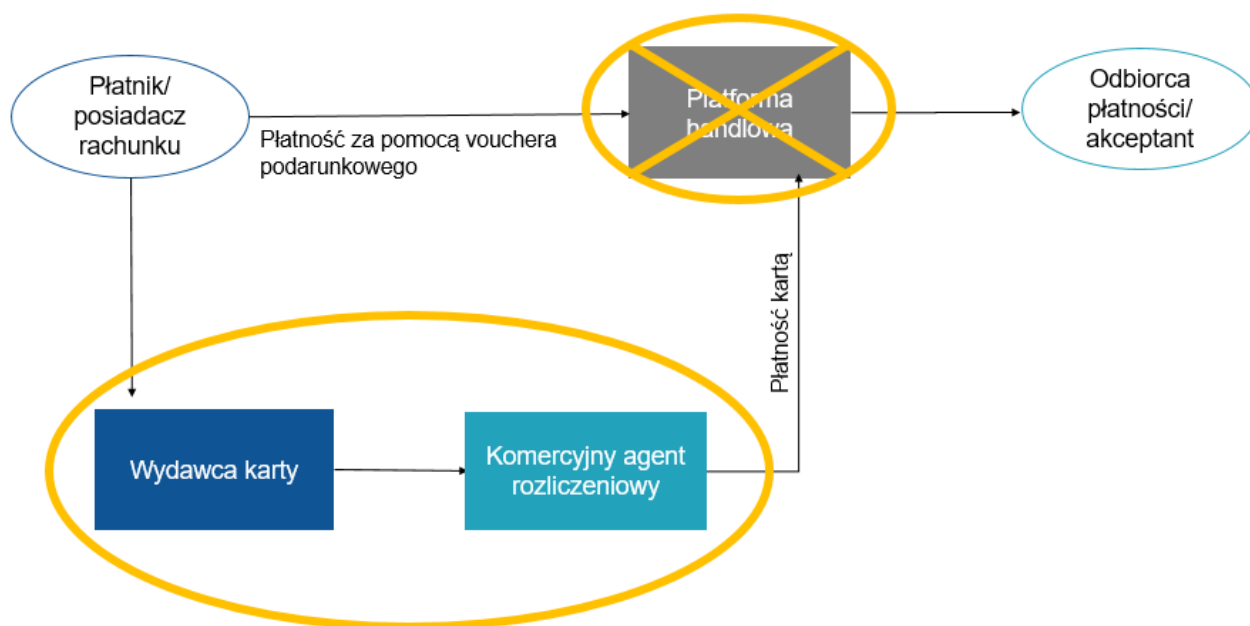 Płatnik/
posiadacz
rachunku
Płatność za pomocą vouchera
podarunkowego
Platforma
handlowa
Odbiorca
płatności/
akceptant
Płatność kartą
Wydawca karty
Komercyjny agent
rozliczeniowy